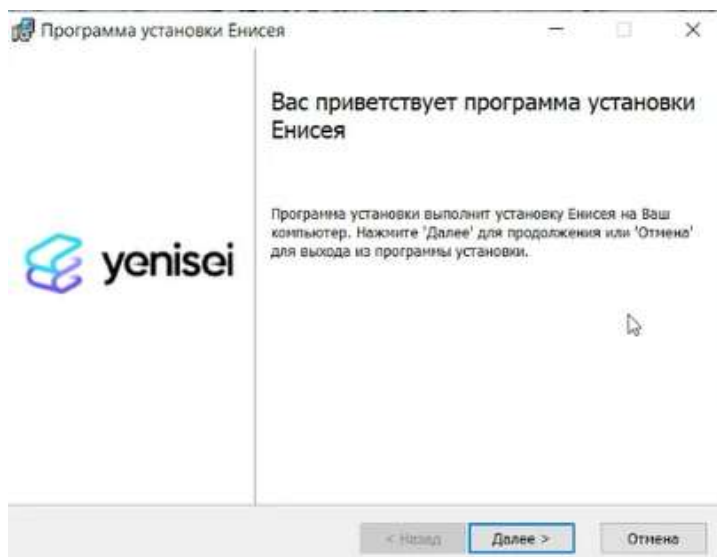 Программа установки Енисея
Вас приветствует программа установки
Енисея
yenisei
Программа установки выполнит установку Енисея на Ваш
компьютер. Нажмите 'Далее' для продолжения или 'Отмена'
для выхода из программы установки.
< Назад
Далее >
Отмена